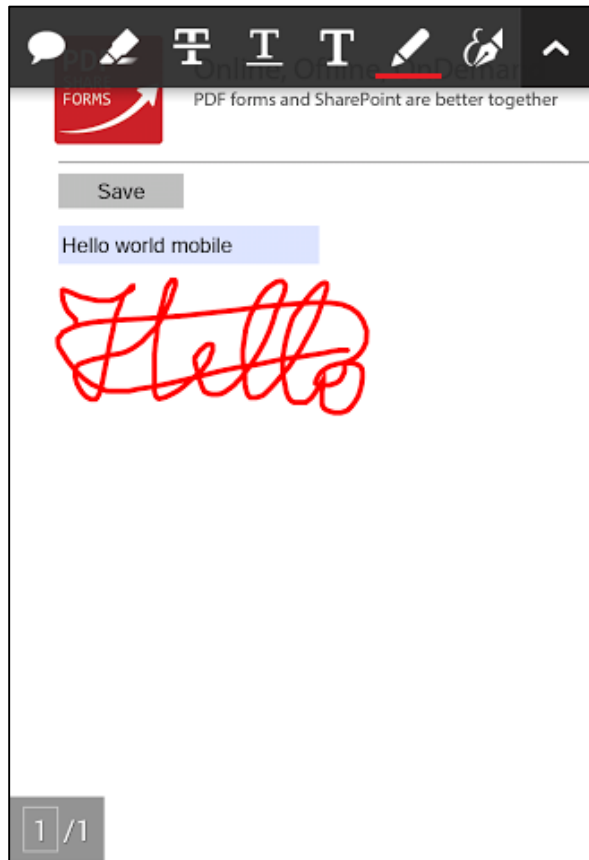 PDF
SHARE
FORMS
Online, Offline, OnDemand
PDF forms and SharePoint are better together
Save
Hello world mobile
Hello
1/1